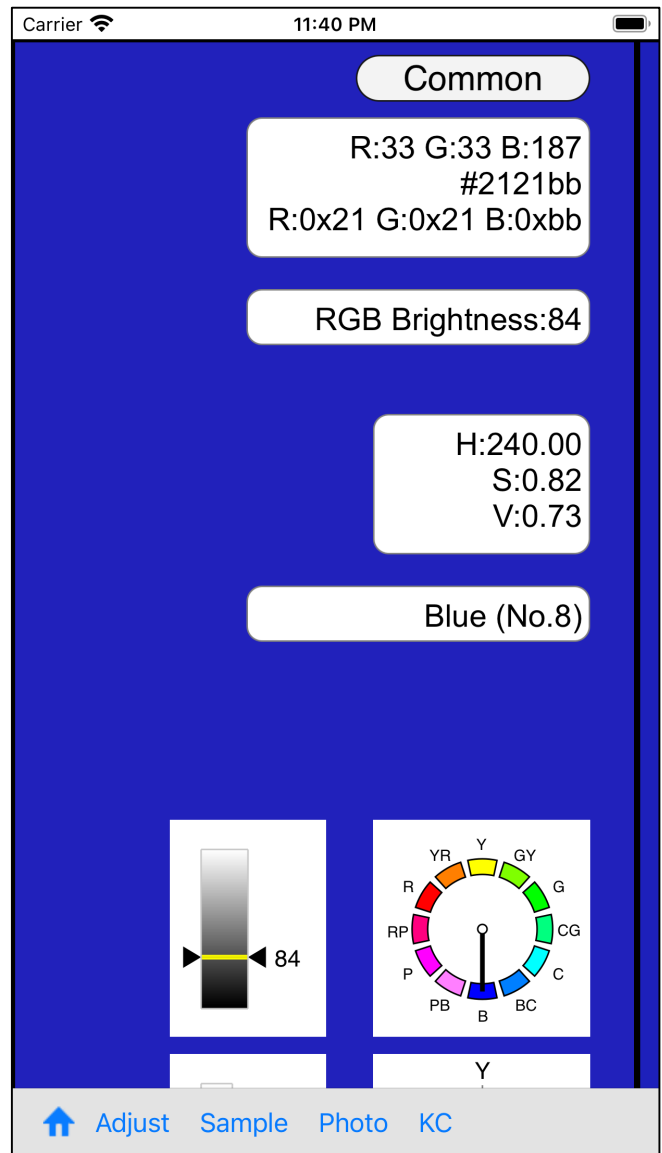 Carrier
11:40 PM
Common
R:33 G:33 B:187
#2121bb
R:0x21 G:0x21 B:0xbb
RGB Brightness:84
H:240.00
S:0.82
V:0.73
Blue (No.8)
84
Y
YR
GY
R
G
RP
CG
P
C
PB
BC
B
Y
Adjust
Sample
Photo
KC